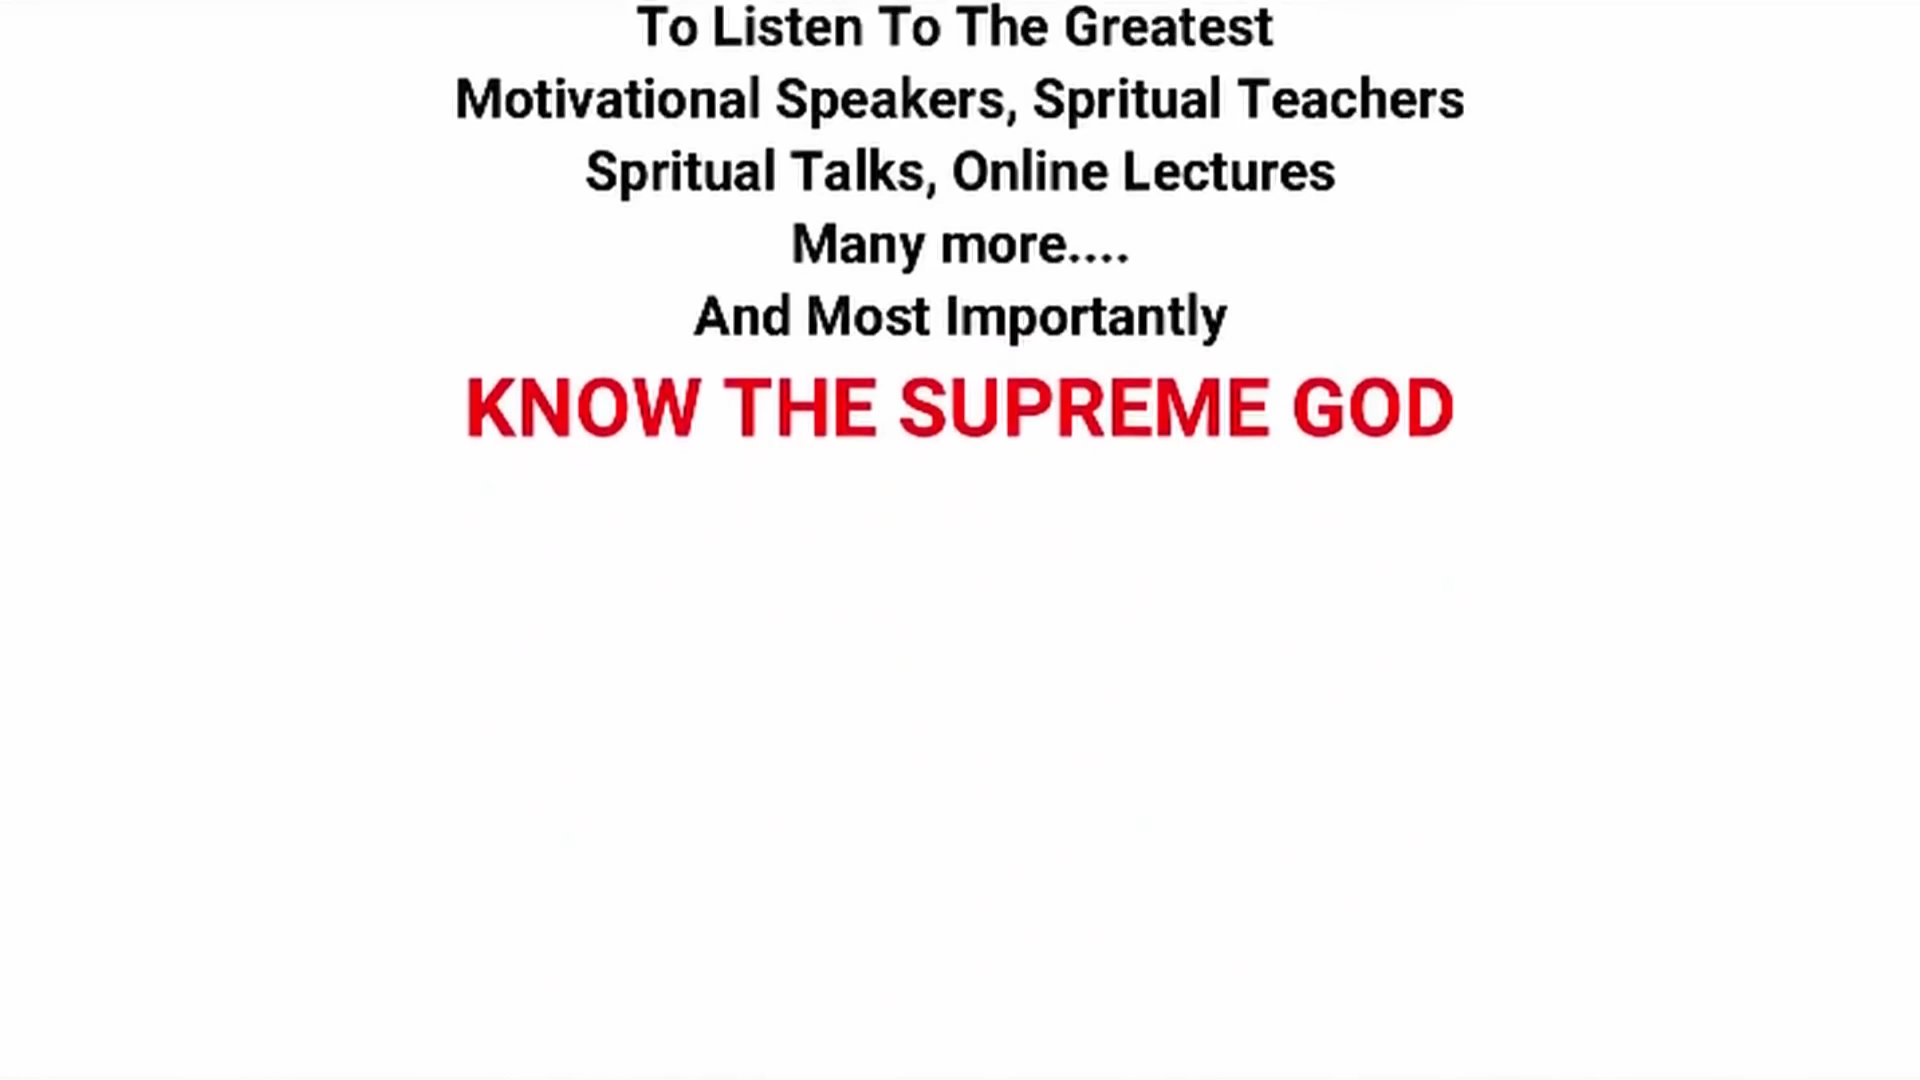 To Listen To The Greatest
Motivational Speakers, Spritual Teachers
Spritual Talks, Online Lectures
Many more....
And Most Importantly
KNOW THE SUPREME GOD